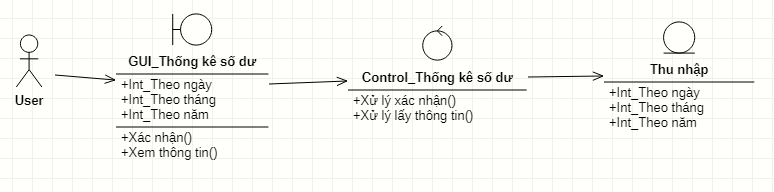 User
GUI_Thống kê số dư
+Int_Theo ngày
+Int_Theo tháng
+Int_Theo năm
+Xác nhận()
+Xem thông tin()
Control_Thống kê số dư
+Xử lý xác nhận()
+Xử lý lấy thông tin()
Thu nhập
+Int_Theo ngày
+Int_Theo tháng
+Int_Theo năm